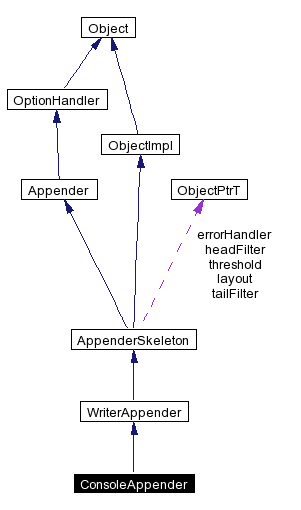 Object
OptionHandler
ObjectImpl
Appender
ObjectPtrT
errorHandler
headFilter
threshold
layout
tailFilter
AppenderSkeleton
WriterAppender
ConsoleAppender